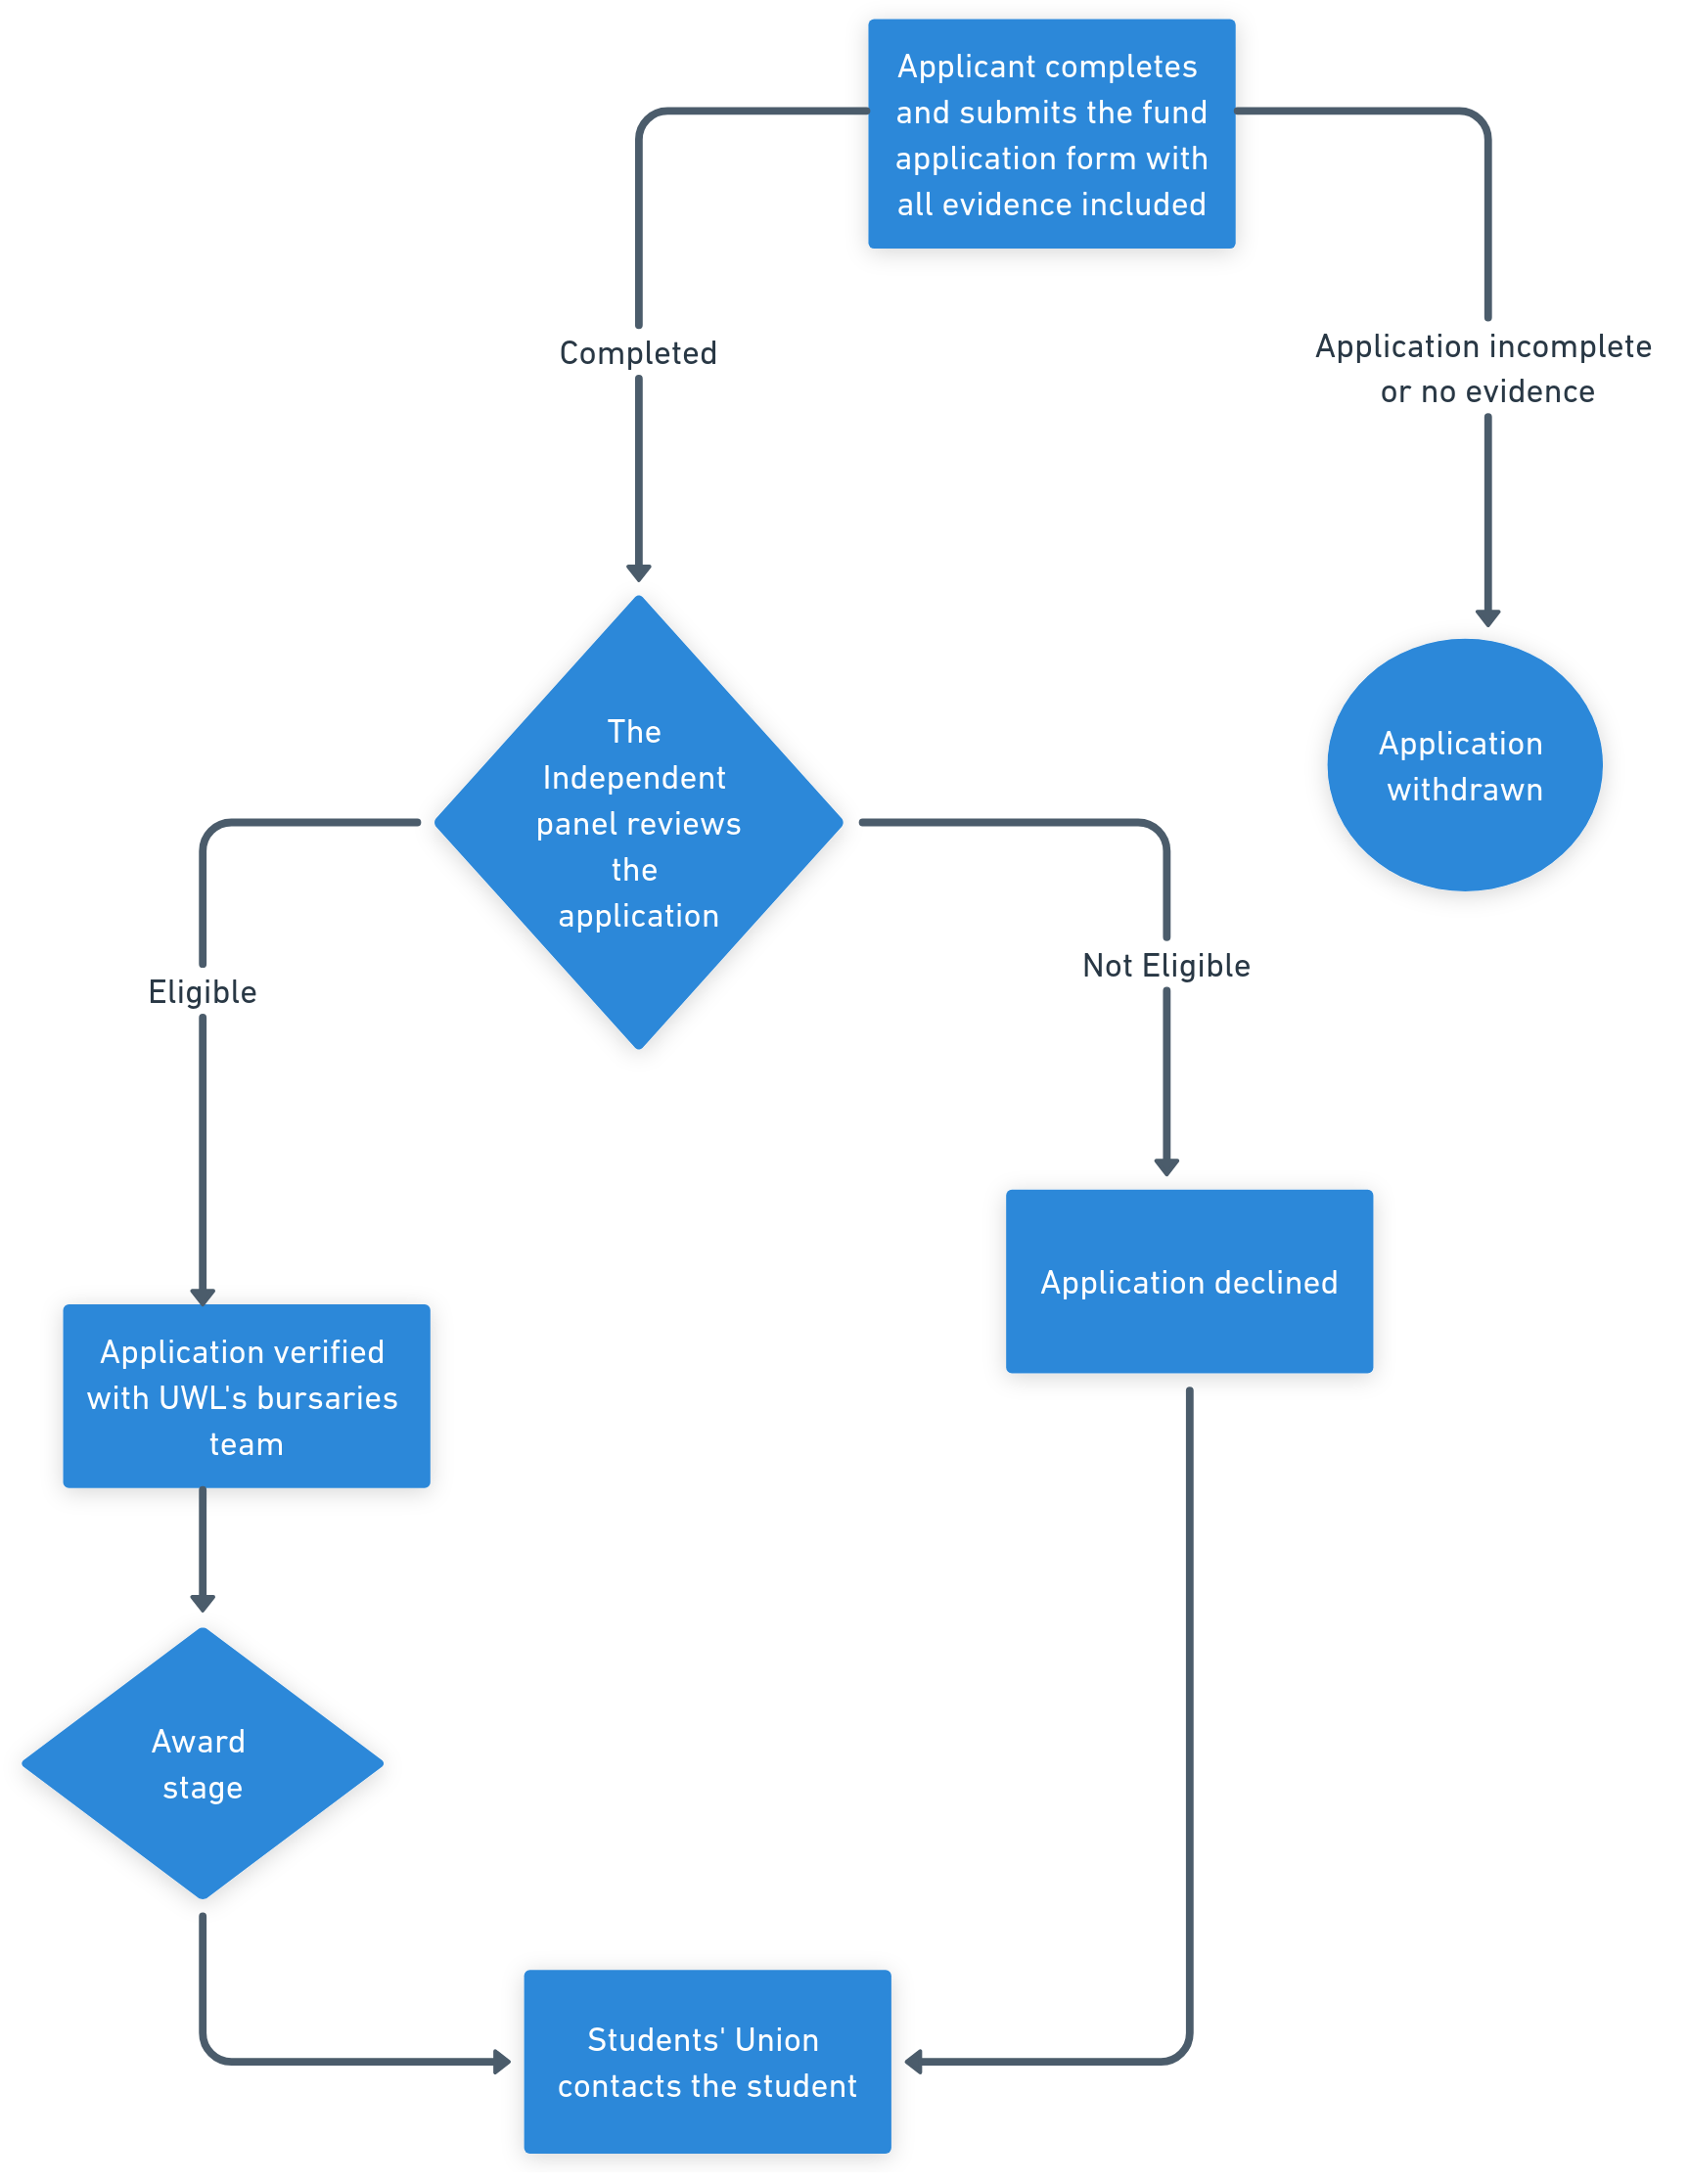 Applicant completes
and submits the fund
application form with
all evidence included
Completed
Application incomplete
or no evidence
The
Independent
panel reviews
the
application
Application
withdrawn
Eligible
Not Eligible
Application declined
Application verified
with UWL's bursaries
team
Award
stage
Students' Union
contacts the student